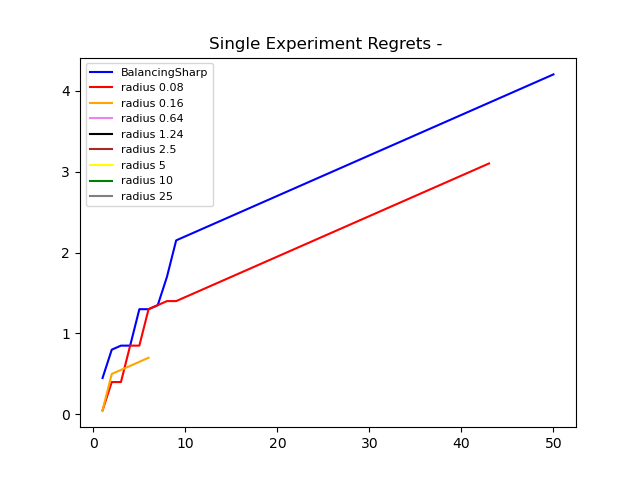 Single Experiment Regrets -
BalancingSharp
radius 0.08
radius 0.16
radius 0.64
radius 1.24
radius 2.5
radius 5
radius 10
radius 25
4
3
2
1
0
0 10 20 30 40 50